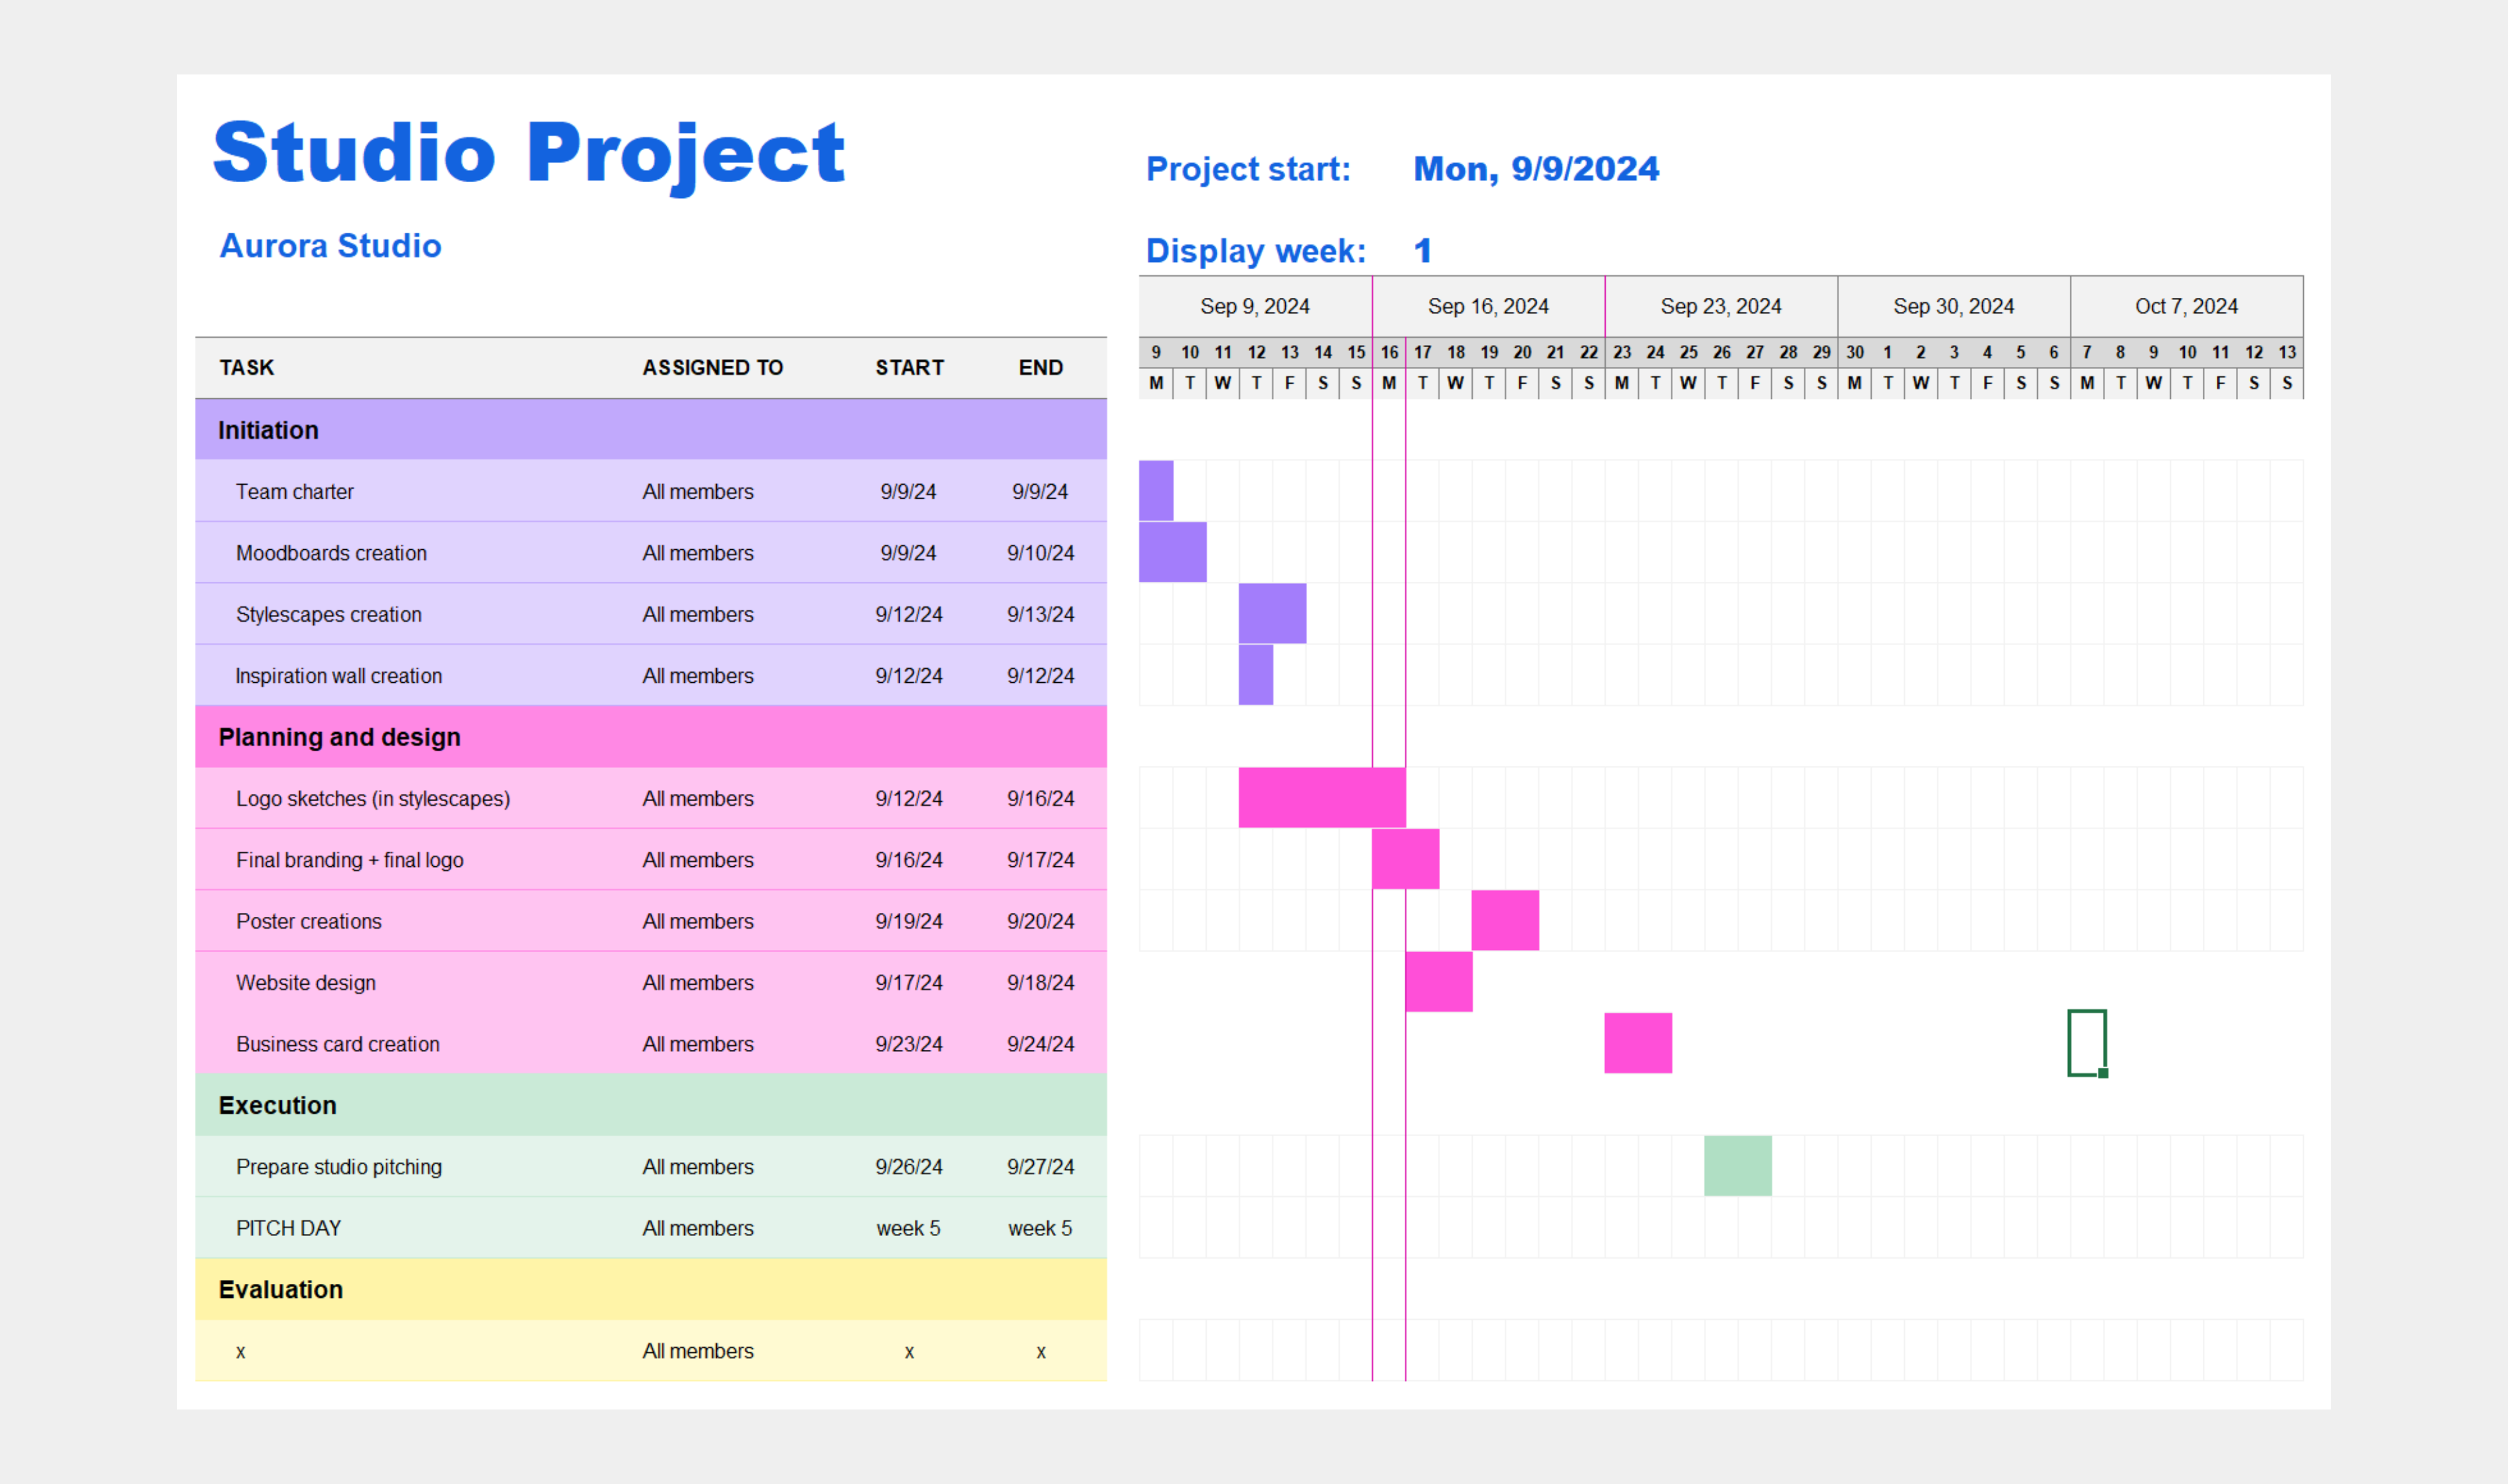 Studio Project
Project start: Mon, 9/9/2024
Aurora Studio
Display week: 1
Sep 9, 2024 Sep 16, 2024 Sep 23, 2024 Sep 30, 2024 Oct 7, 2024
9 10 11 12 13 14 15 16 17 18 19 20 21 22 23 24 25 26 27 28 29 30 1 2 3 4 5 6 7 8 9 10 11 12 13
TASK ASSIGNED TO START END
M T W T F S S M T W T F S S M T W T F S S M T W T F S S M T W T F S S
Initiation
Team charter All members 9/9/24 9/9/24
Moodboards creation All members 9/9/24 9/10/24
Stylescapes creation All members 9/12/24 9/13/24
Inspiration wall creation All members 9/12/24 9/12/24
Planning and design
Logo sketches (in stylescapes) All members 9/12/24 9/16/24
Final branding + final logo All members 9/16/24 9/17/24
Poster creations All members 9/19/24 9/20/24
Website design All members 9/17/24 9/18/24
Business card creation All members 9/23/24 9/24/24
Execution
Prepare studio pitching All members 9/26/24 9/27/24
PITCH DAY All members week 5 week 5
Evaluation
x All members x x